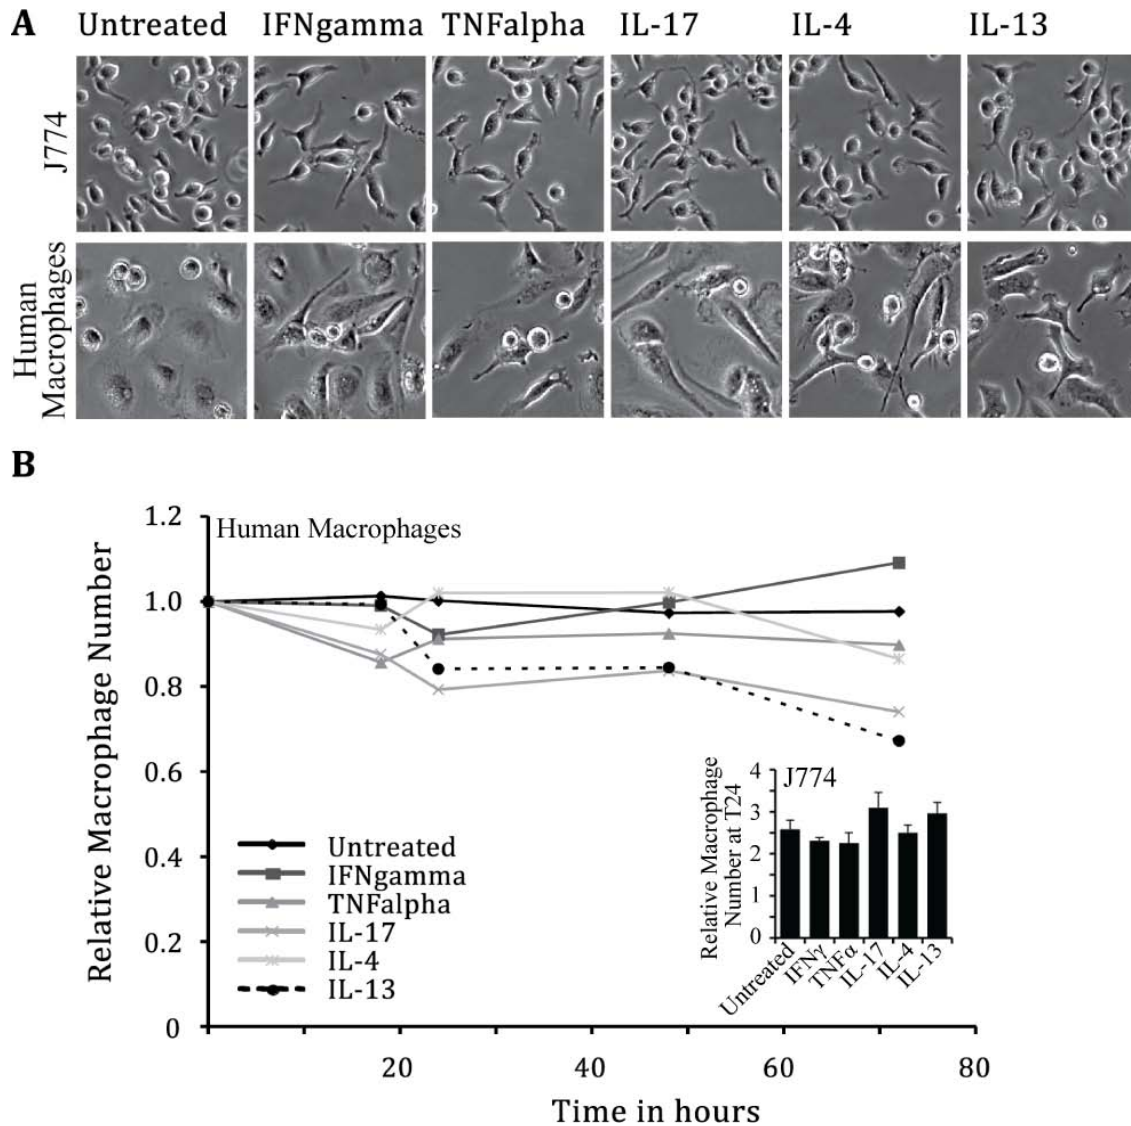 A
Untreated IFNgamma TNFalpha IL-17 IL-4 IL-13
J774
Human
Macrophages
B
Human Macrophages
Relative Macrophage Number
1.2
1.0
0.8
0.6
0.4
0.2
0
20 40 60 80
Time in hours
Untreated
IFNgamma
TNFalpha
IL-17
IL-4
IL-13
J774
Relative Macrophage
Number at T24
4
3
2
1
0
Untreated
IFNγ
TNFα
IL-17
IL-4
IL-13